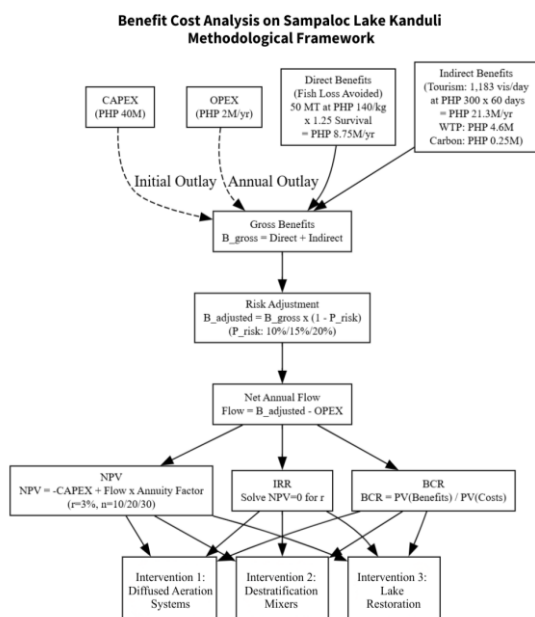 Benefit Cost Analysis on Sampaloc Lake Kanduli
Methodological Framework
CAPEX
(PHP 40M)
OPEX
(PHP 2M/yr)
Direct Benefits
(Fish Loss Avoided)
50 MT at PHP 140/kg
x 1.25 Survival
= PHP 8.75M/yr
Indirect Benefits
(Tourism: 1,183 vis/day
at PHP 300 x 60 days
= PHP 21.3M/yr
WTP: PHP 4.6M
Carbon: PHP 0.25M)
Initial Outlay
Annual Outlay
Gross Benefits
B_gross = Direct + Indirect
Risk Adjustment
B_adjusted = B_gross x (1 - P_risk)
(P_risk: 10%/15%/20%)
Net Annual Flow
Flow = B_adjusted - OPEX
NPV
NPV = -CAPEX + Flow x Annuity Factor
(r=3%, n=10/20/30)
IRR
Solve NPV=0 for r
BCR
BCR = PV(Benefits) / PV(Costs)
Intervention 1:
Diffused Aeration
Systems
Intervention 2:
Destratification
Mixers
Intervention 3:
Lake
Restoration